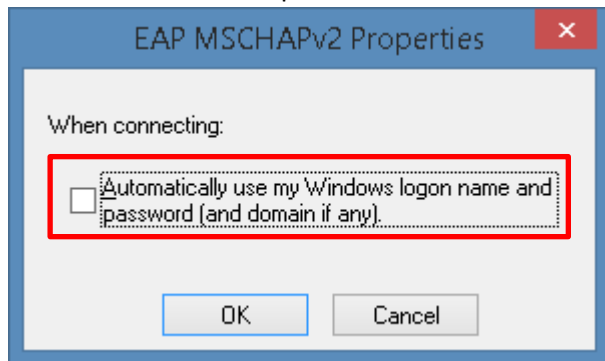 EAP MSCHAPv2 Properties
When connecting:
Automatically use my Windows logon name and
password (and domain if any).
OK
Cancel